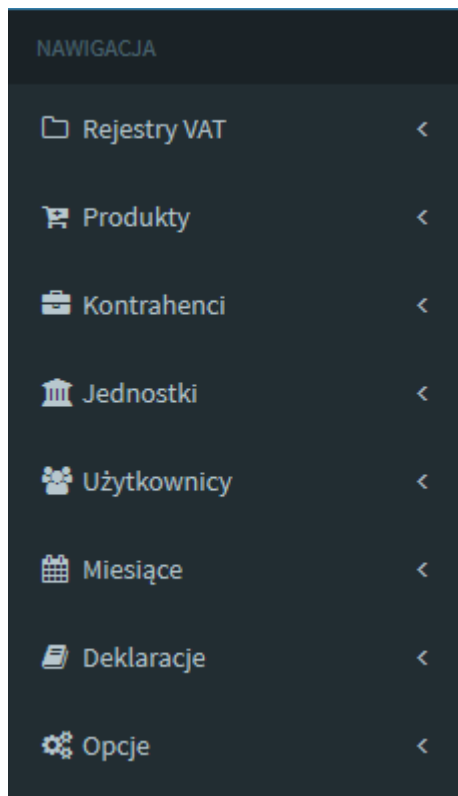 NAWIGACJA
Rejestry VAT
Produkty
Kontrahenci
Jednostki
Użytkownicy
Miesiące
Deklaracje
Opcje